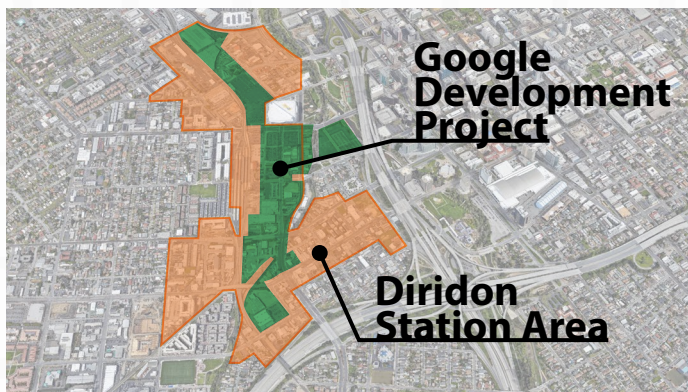 Google
Development
Project
Diridon
Station Area